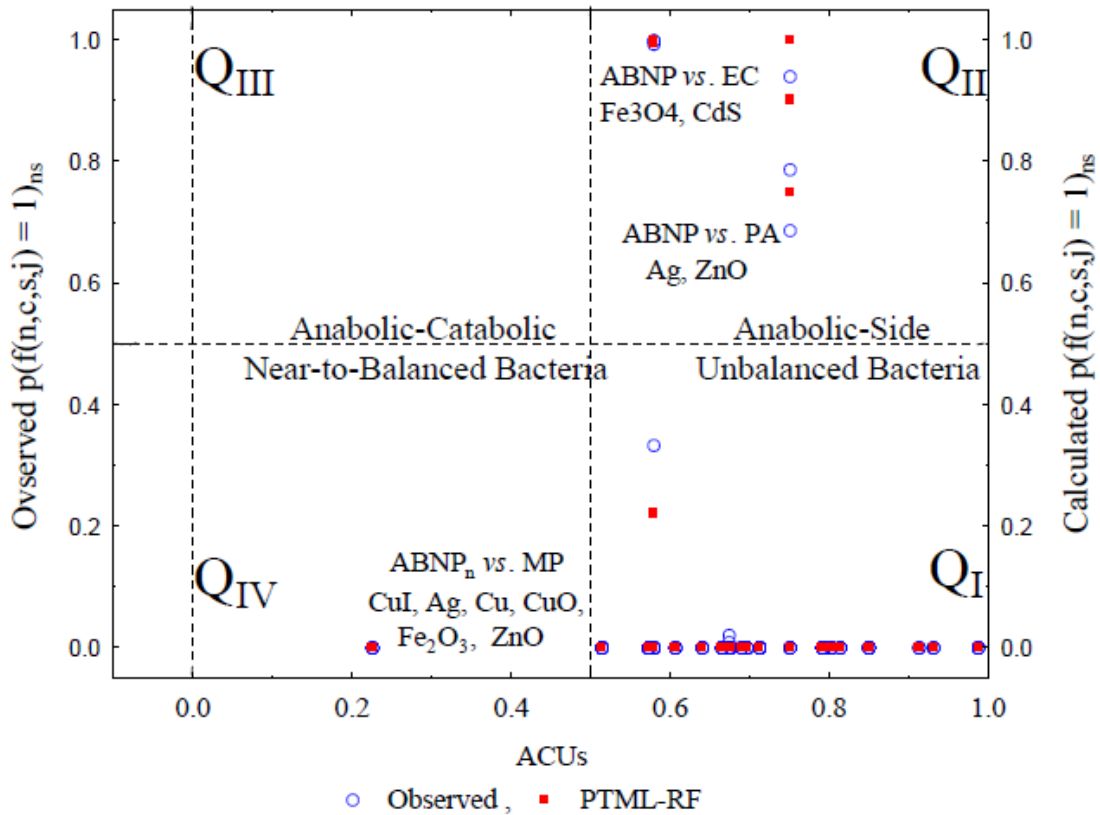 Q_III
Q_II
ABNP vs. EC
Fe3O4, CdS
ABNP vs. PA
Ag, ZnO
Anabolic-Catabolic
Anabolic-Side
Near-to-Balanced Bacteria
Unbalanced Bacteria
Q_IV
Q_I
ABNP_n vs. MP
CuI, Ag, Cu, CuO,
Fe_2O_3, ZnO
Ovserved p(f(n,c,s,j) = 1)_ns
1.0
0.8
0.6
0.4
0.2
0.0
Calculated p(f(n,c,s,j) = 1)_ns
1.0
0.8
0.6
0.4
0.2
0.0
0.0 0.2 0.4 0.6 0.8 1.0
ACUs
Observed , PTML-RF